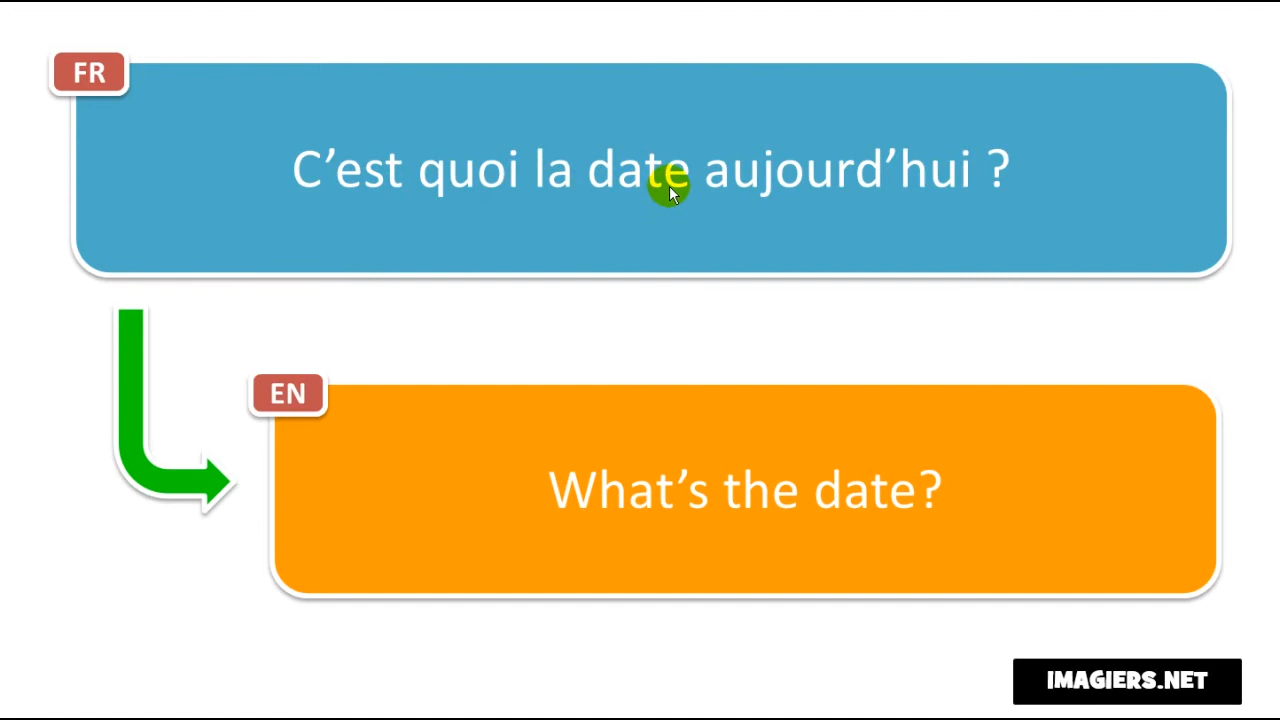 FR
C’est quoi la date aujourd’hui ?
EN
What’s the date?
IMAGIERS.NET